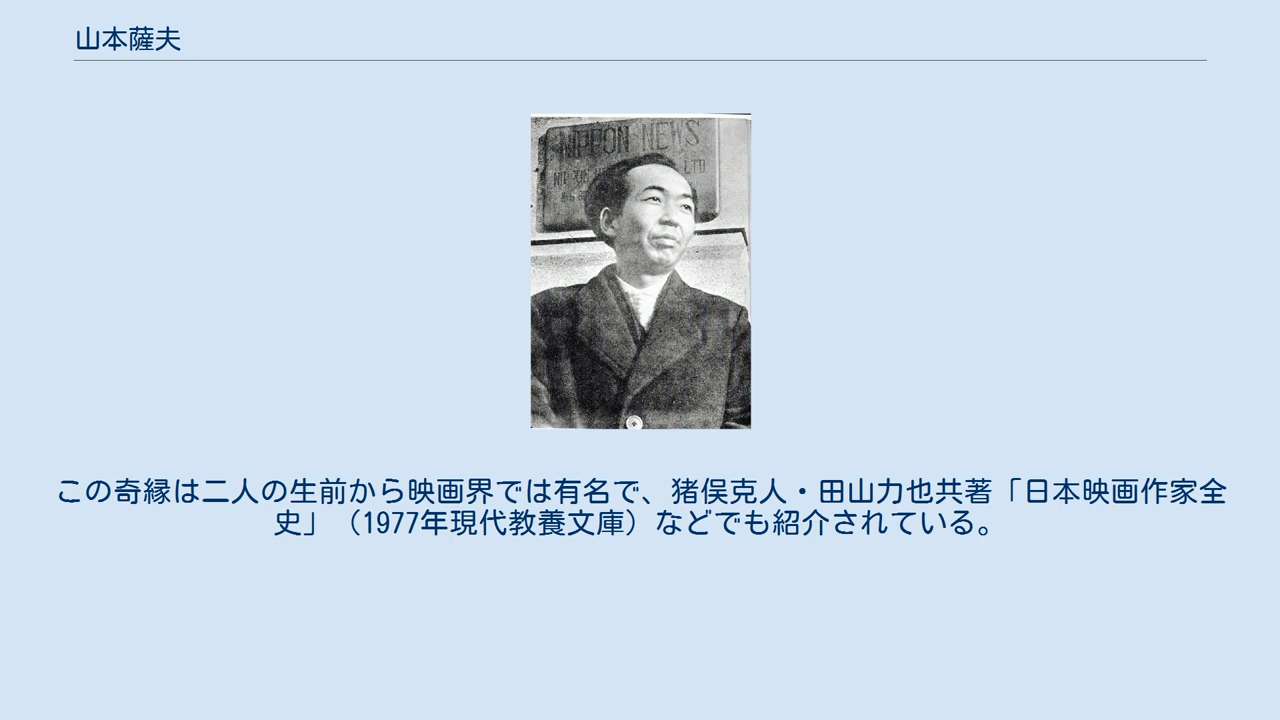 山本薩夫
NIPPON NEWS
LTD
この奇縁は二人の生前から映画界では有名で、猪俣克人・田山力也共著「日本映画作家全
史」（1977年現代教養文庫）などでも紹介されている。